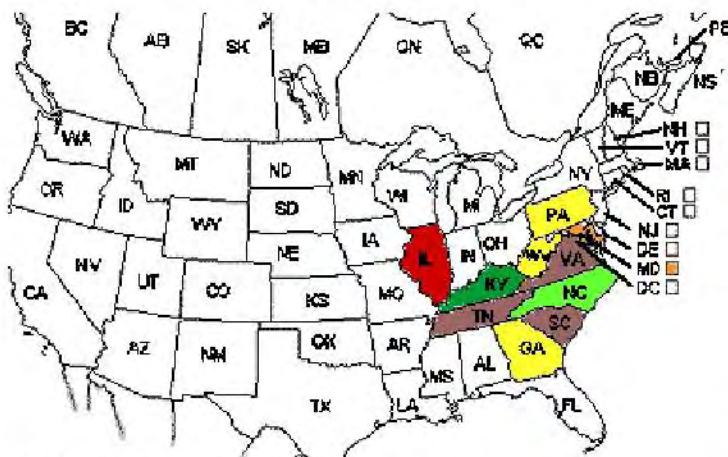 BC
AB
SK
MB
ON
QC
PE
NB
NS
ME
WA
MT
ND
MN
NH
VT
MA
OR
ID
WY
SD
WI
MI
NY
RI
CT
NJ
DE
MD
DC
NE
IA
IL
IN
OH
PA
WV
VA
NV
UT
CO
KS
MO
KY
CA
AZ
NM
OK
AR
TN
NC
SC
TX
LA
MS
AL
GA
FL